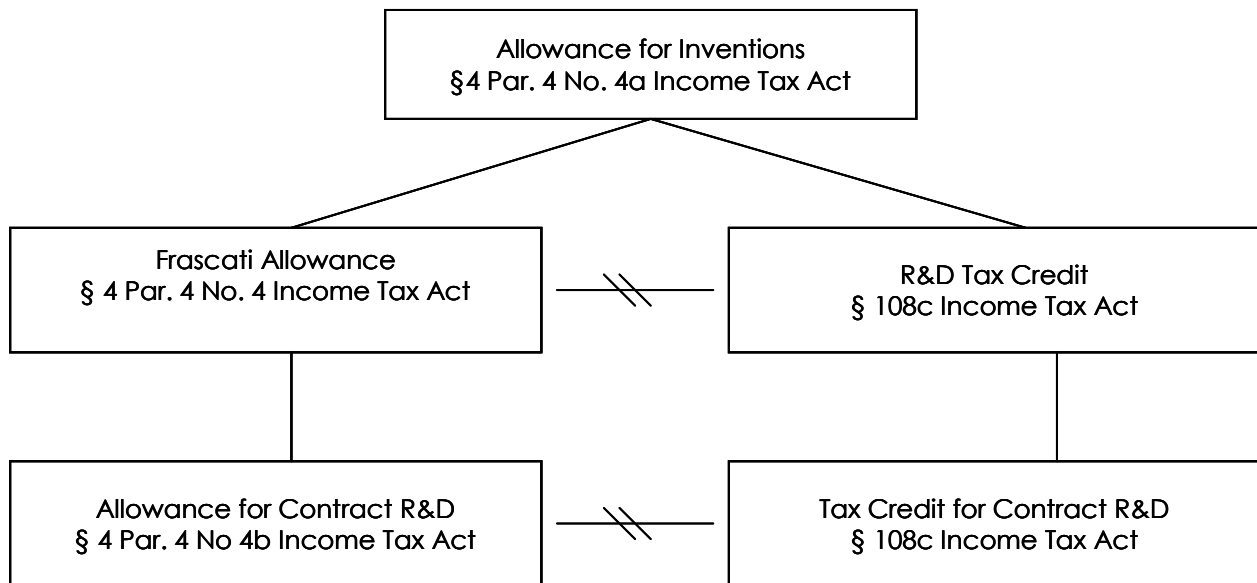 Allowance for Inventions
§4 Par. 4 No. 4a Income Tax Act
Frascati Allowance
§ 4 Par. 4 No. 4 Income Tax Act
R&D Tax Credit
§ 108c Income Tax Act
Allowance for Contract R&D
§ 4 Par. 4 No 4b Income Tax Act
Tax Credit for Contract R&D
§ 108c Income Tax Act